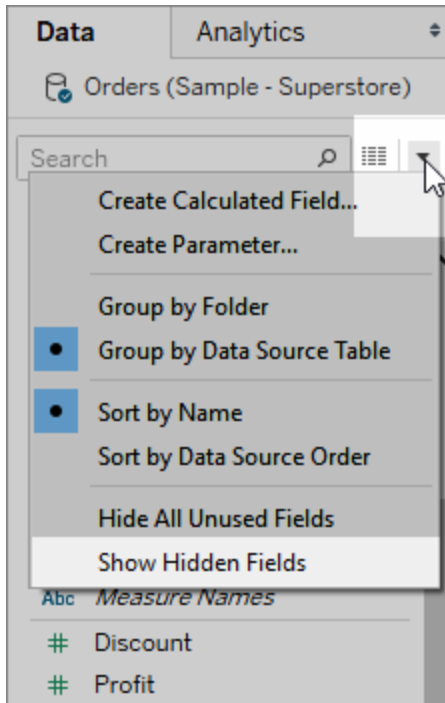 Data Analytics
Orders (Sample - Superstore)
Search
Create Calculated Field...
Create Parameter...
Group by Folder
Group by Data Source Table
Sort by Name
Sort by Data Source Order
Hide All Unused Fields
Show Hidden Fields
Abc Measure Names
# Discount
# Profit